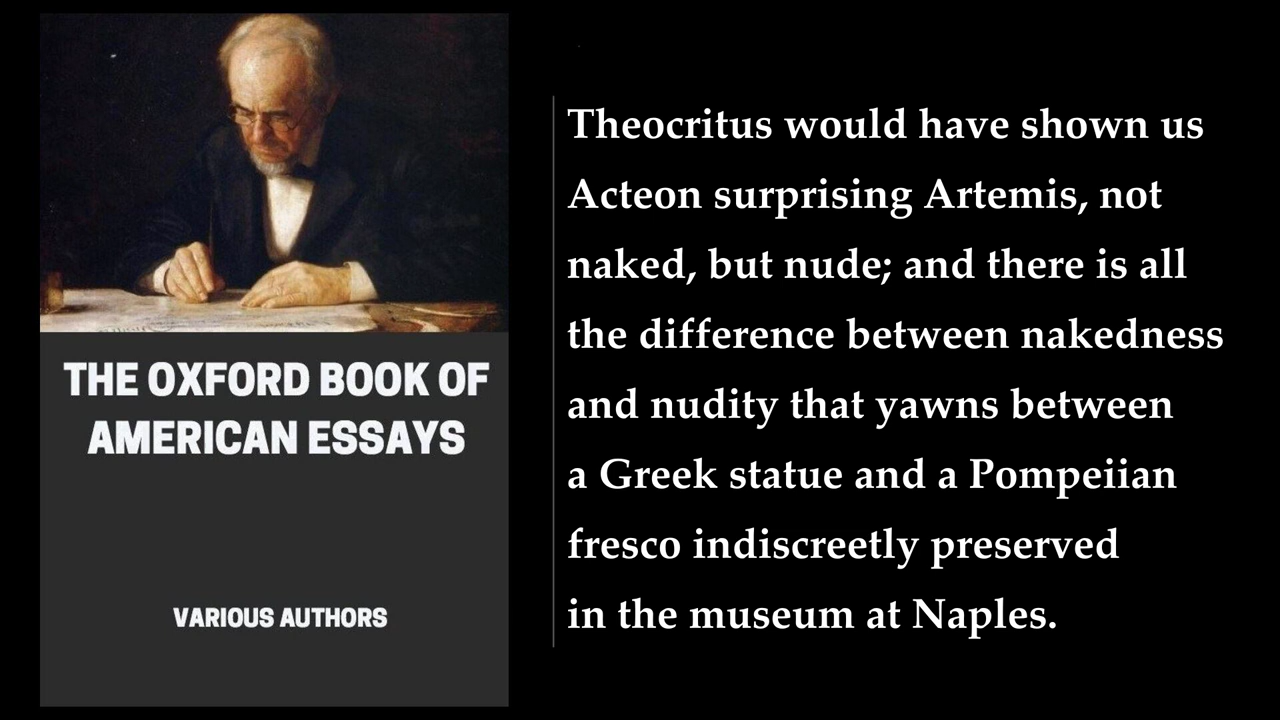 THE OXFORD BOOK OF
AMERICAN ESSAYS
VARIOUS AUTHORS
Theocritus would have shown us
Acteon surprising Artemis, not
naked, but nude; and there is all
the difference between nakedness
and nudity that yawns between
a Greek statue and a Pompeiian
fresco indiscreetly preserved
in the museum at Naples.